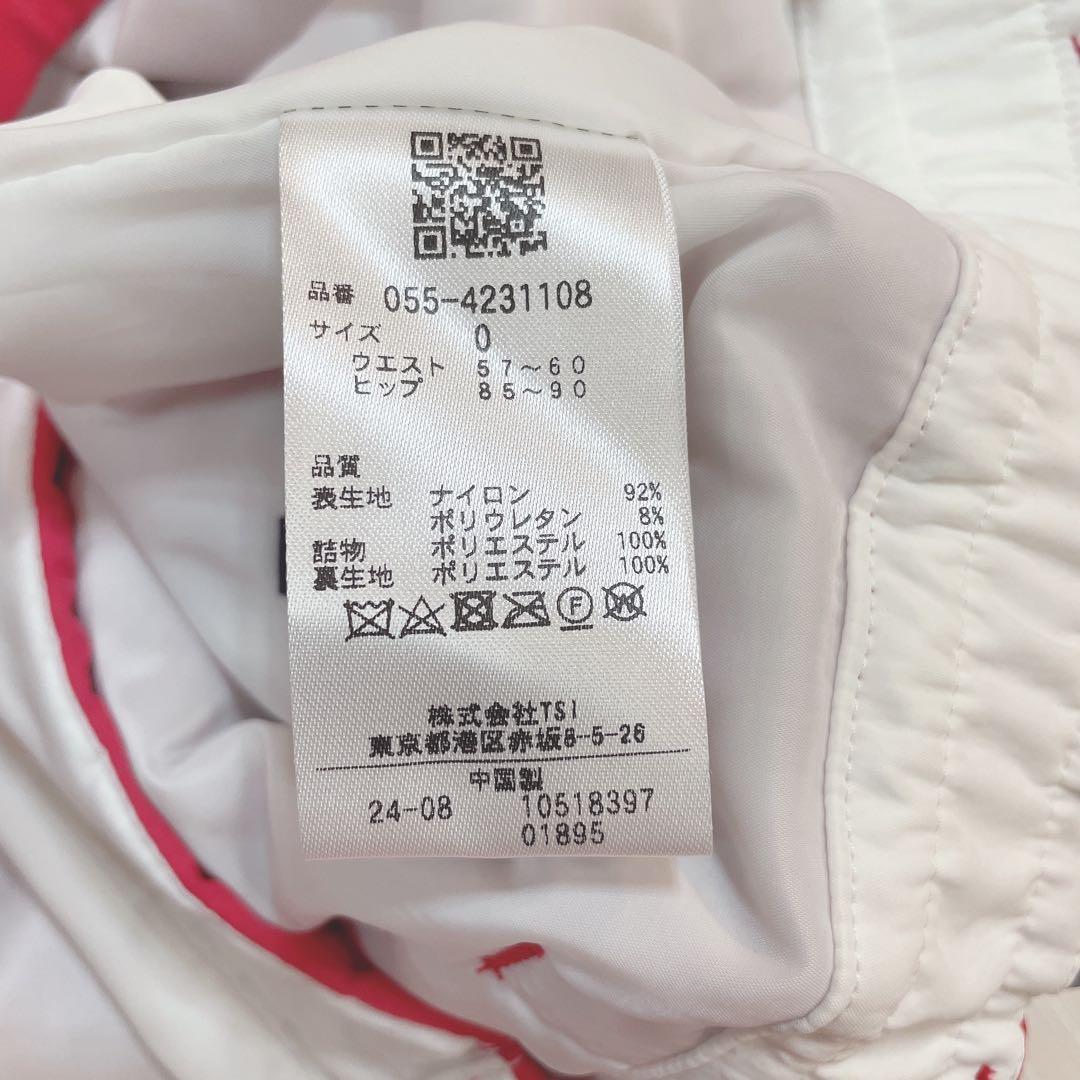 品番 055-4231108
サイズ 0
ウエスト 57～60
ヒップ 85～90
品質
表生地 ナイロン 92%
ポリウレタン 8%
詰物 ポリエステル 100%
裏生地 ポリエステル 100%
F W
株式会社TSI
東京都港区赤坂8-5-26
中国製
24-08 10518397
01895